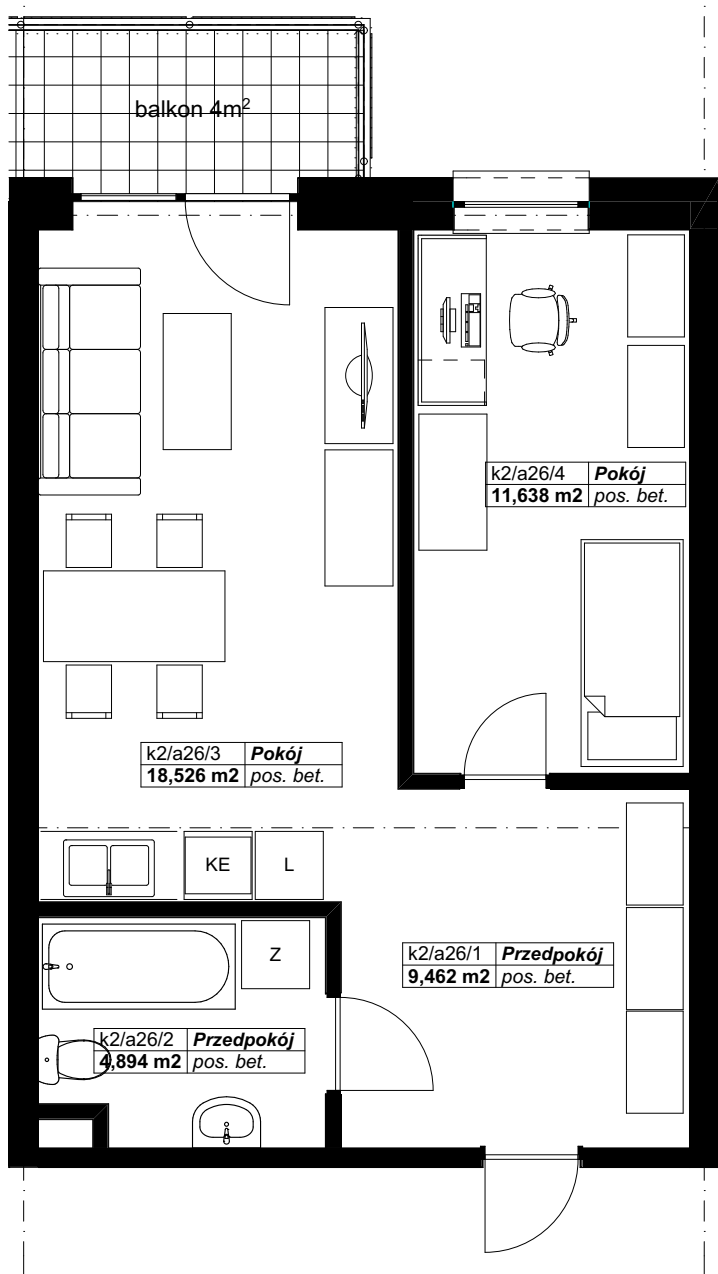 balkon 4m²
k2/a26/4 Pokój
11,638 m2 pos. bet.
k2/a26/3 Pokój
18,526 m2 pos. bet.
KE
L
k2/a26/1 Przedpokój
9,462 m2 pos. bet.
Z
k2/a26/2 Przedpokój
4,894 m2 pos. bet.